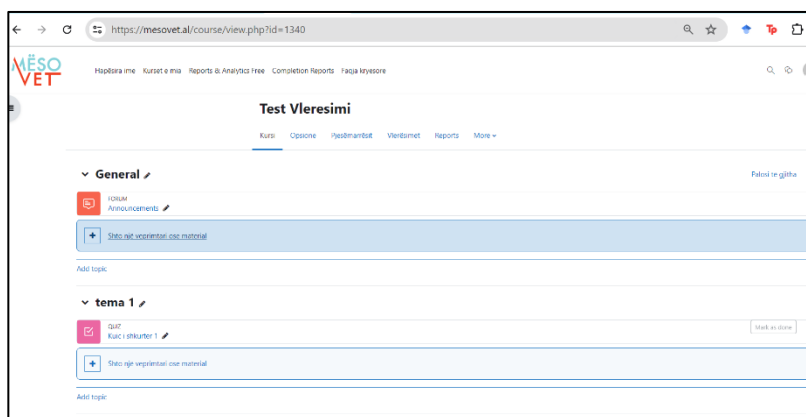 https://mesovet.al/course/view.php?id=1340
Tp
MËSO
VET
Hapësira ime Kurset e mia Reports & Analytics Free Completion Reports Faqja kryesore
Test Vleresimi
Kursi Opsione Pjesëmarrësit Vlerësimet Reports More
General
Palosi te gjitha
FORUM
Announcements
Shto një veprimtari ose material
Add topic
tema 1
QUIZ
Kuic i shkurter 1
Mark as done
Shto një veprimtari ose material
Add topic